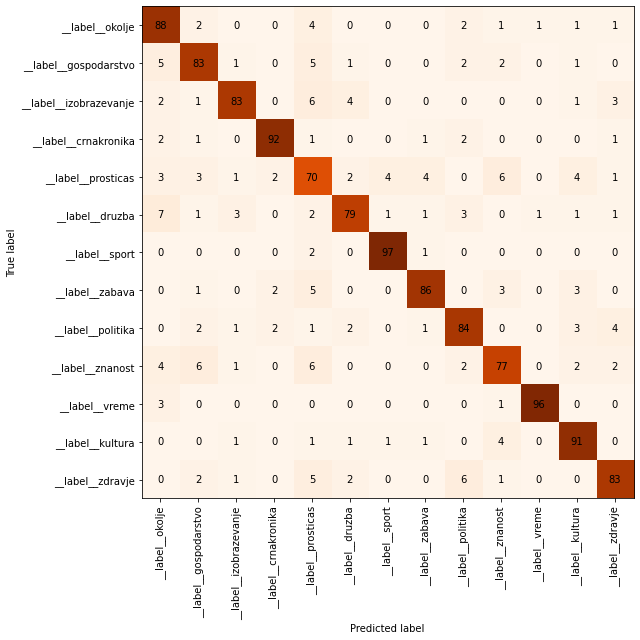 True label
__label__okolje 88 2 0 0 4 0 0 0 2 1 1 1 1
__label__gospodarstvo 5 83 1 0 5 1 0 0 2 2 0 1 0
__label__izobrazevanje 2 1 83 0 6 4 0 0 0 0 0 1 3
__label__crnakronika 2 1 0 92 1 0 0 1 2 0 0 0 1
__label__prosticas 3 3 1 2 70 2 4 4 0 6 0 4 1
__label__druzba 7 1 3 0 2 79 1 1 3 0 1 1 1
__label__sport 0 0 0 0 2 0 97 1 0 0 0 0 0
__label__zabava 0 1 0 2 5 0 0 86 0 3 0 3 0
__label__politika 0 2 1 2 1 2 0 1 84 0 0 3 4
__label__znanost 4 6 1 0 6 0 0 0 2 77 0 2 2
__label__vreme 3 0 0 0 0 0 0 0 0 1 96 0 0
__label__kultura 0 0 1 0 1 1 1 1 0 4 0 91 0
__label__zdravje 0 2 1 0 5 2 0 0 6 1 0 0 83
__label__okolje
__label__gospodarstvo
__label__izobrazevanje
__label__crnakronika
__label__prosticas
__label__druzba
__label__sport
__label__zabava
__label__politika
__label__znanost
__label__vreme
__label__kultura
__label__zdravje
Predicted label